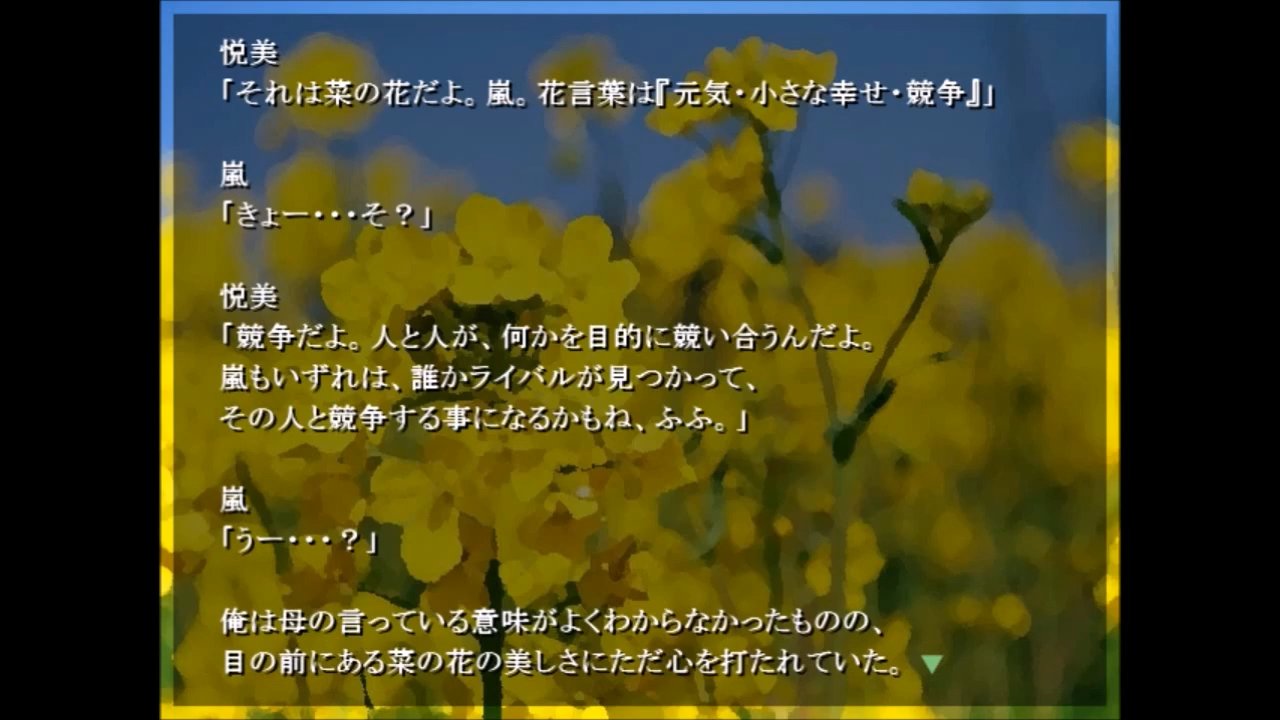 悦美
「それは菜の花だよ。嵐。花言葉は『元気・小さな幸せ・競争』」
嵐
「きょー・・・そ？」
悦美
「競争だよ。人と人が、何かを目的に競い合うんだよ。
嵐もいずれは、誰かライバルが見つかって、
その人と競争する事になるかもね、ふふ。」
嵐
「うー・・・？」
俺は母の言っている意味がよくわからなかったものの、
目の前にある菜の花の美しさにただ心を打たれていた。